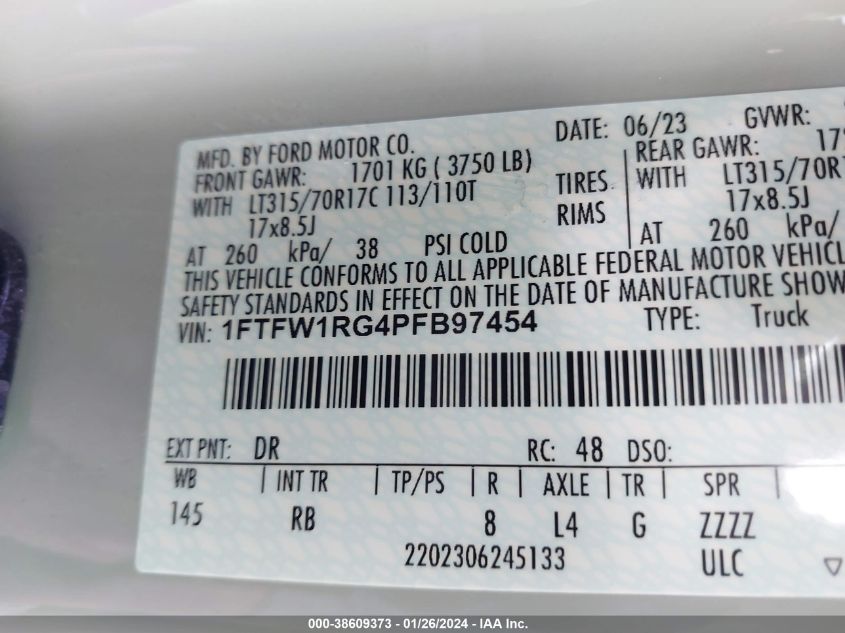 MFD. BY FORD MOTOR CO. DATE: 06/23 GVWR:
FRONT GAWR: 1701 KG ( 3750 LB) REAR GAWR: 17
WITH LT315/70R17C 113/110T TIRES WITH LT315/70R1
17x8.5J RIMS 17x8.5J
AT 260 kPa/ 38 PSI COLD AT 260 kPa/
THIS VEHICLE CONFORMS TO ALL APPLICABLE FEDERAL MOTOR VEHICL
SAFETY STANDARDS IN EFFECT ON THE DATE OF MANUFACTURE SHOW
VIN: 1FTFW1RG4PFB97454 TYPE: Truck
EXT PNT: DR RC: 48 DSO:
WB | INT TR | TP/PS | R | AXLE | TR | SPR |
145 RB 8 L4 G ZZZZ
2202306245133 ULC
000-38609373 - 01/26/2024 - IAA Inc.